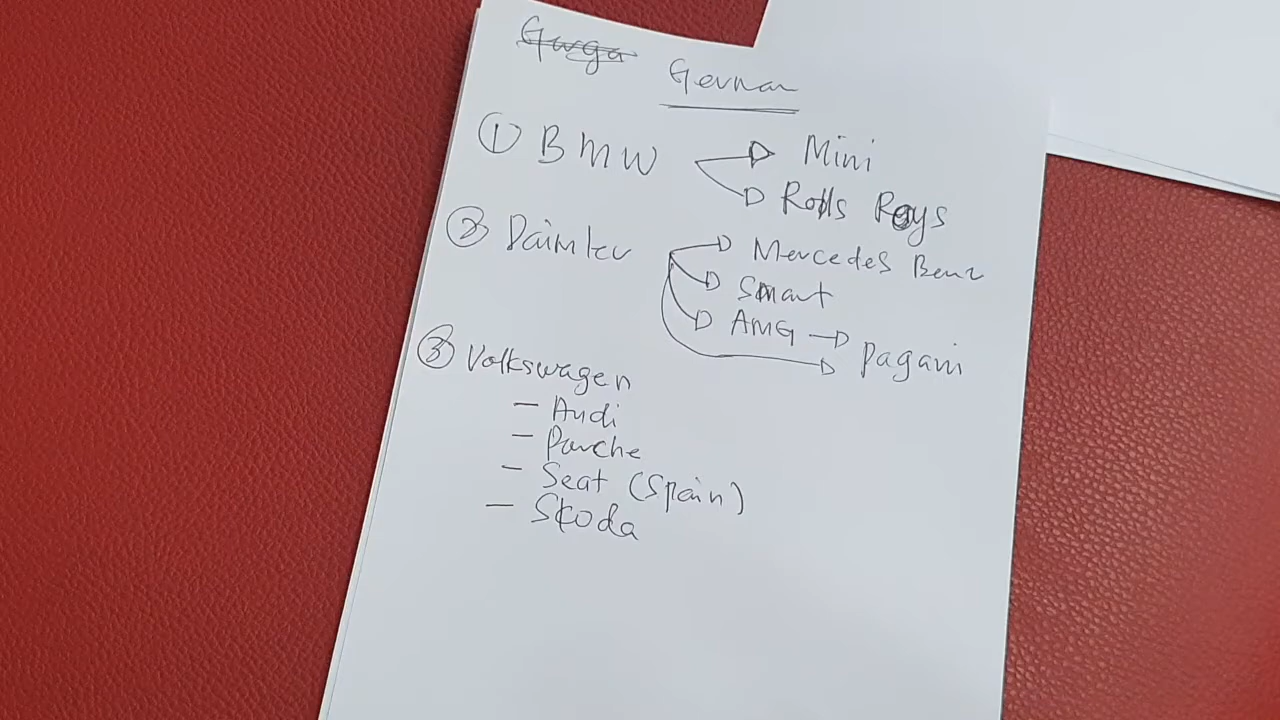 Gwga
German
① BMW → Mini
→ Rolls Roys
② Daimler → Mercedes Benz
→ Smart
→ AMG → Pagani
③ Volkswagen
- Audi
- Porche
- Seat (Spain)
- Skoda